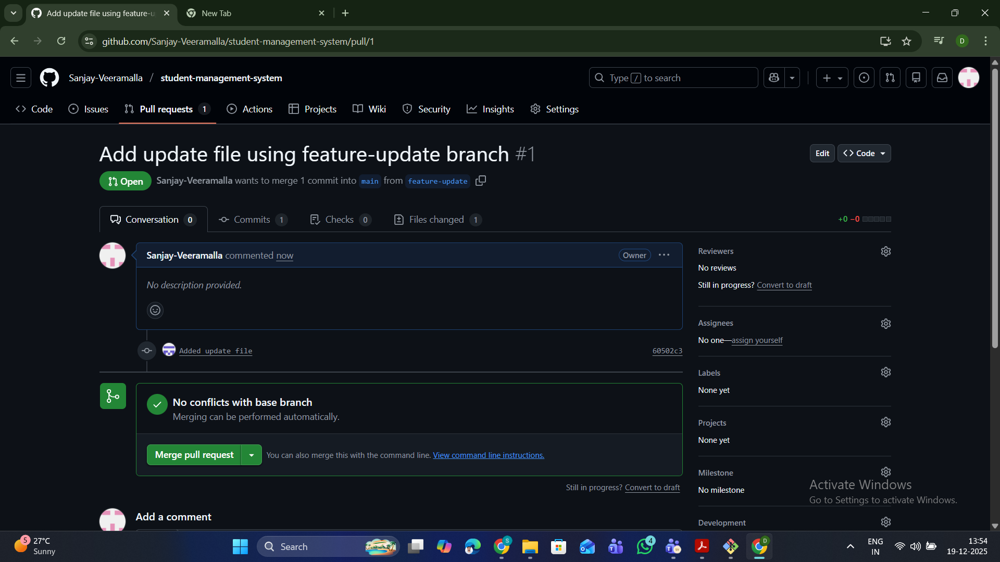 Add update file using feature-u
New Tab
github.com/Sanjay-Veeramalla/student-management-system/pull/1
D
Sanjay-Veeramalla / student-management-system
Type / to search
Code
Issues
Pull requests 1
Actions
Projects
Wiki
Security
Insights
Settings
Add update file using feature-update branch #1
Edit
<> Code
Open
Sanjay-Veeramalla wants to merge 1 commit into main from feature-update
Conversation 0
Commits 1
Checks 0
Files changed 1
+0 −0
Sanjay-Veeramalla commented now
Owner
No description provided.
Added update file
60502c3
No conflicts with base branch
Merging can be performed automatically.
Merge pull request
You can also merge this with the command line. View command line instructions.
Still in progress? Convert to draft
Add a comment
Reviewers
No reviews
Still in progress? Convert to draft
Assignees
No one—assign yourself
Labels
None yet
Projects
None yet
Milestone
No milestone
Development
Activate Windows
Go to Settings to activate Windows.
5
27°C
Sunny
Search
S
4
D
ENG
IN
13:54
19-12-2025